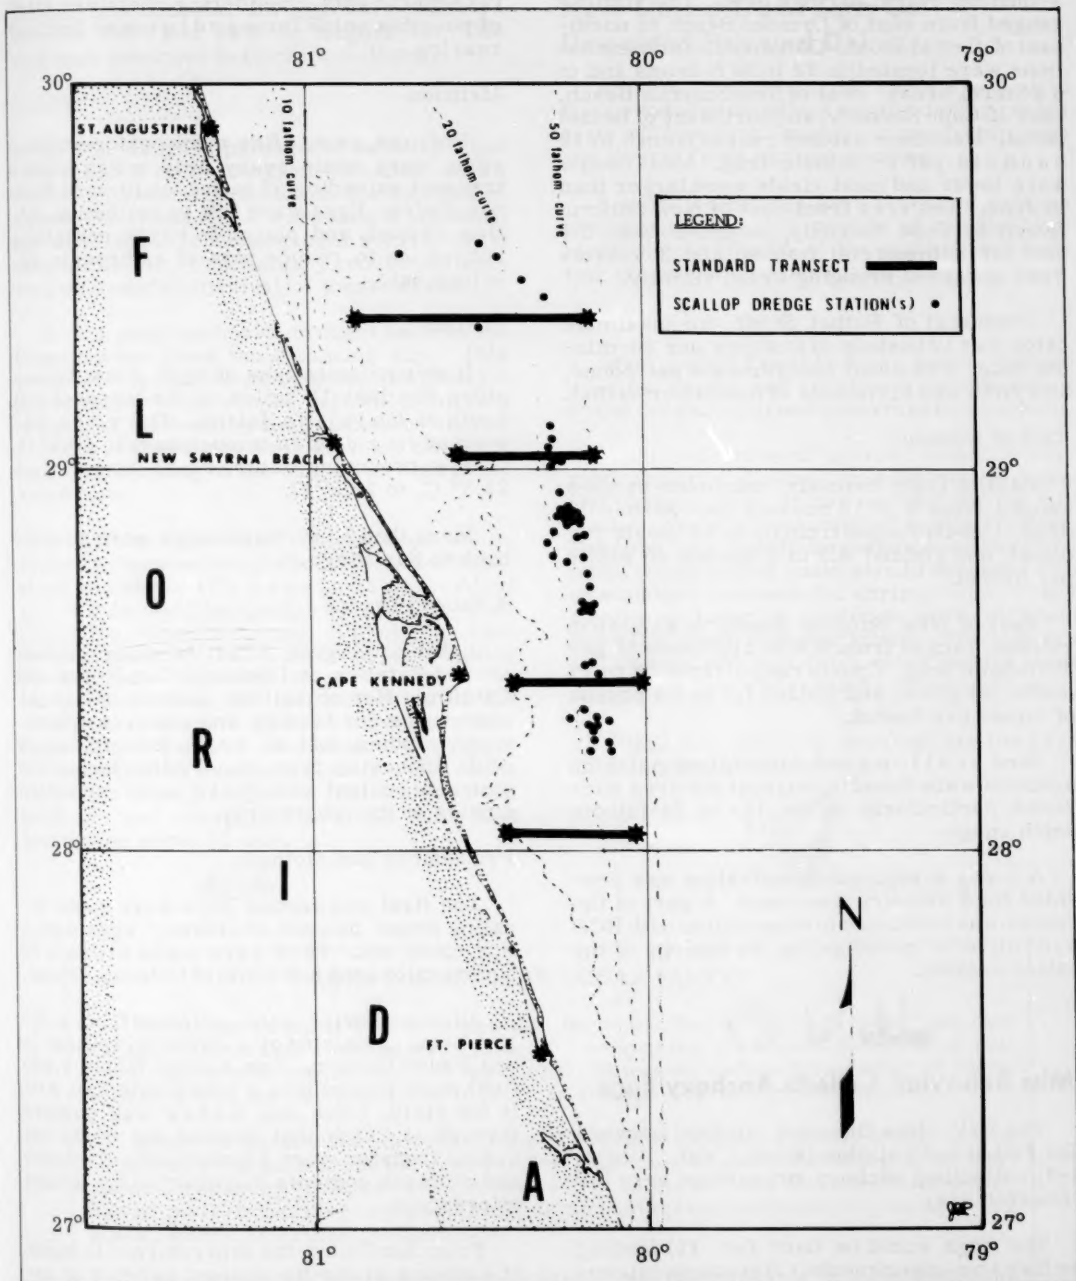 81° 80° 79°
30° 30°
ST. AUGUSTINE
10 fathom curve
20 fathom curve
50 fathom curve
LEGEND:
STANDARD TRANSECT
SCALLOP DREDGE STATION(s)
F
L
NEW SMYRNA BEACH
29° 29°
O
CAPE KENNEDY
R
28°
I
N
D
FT. PIERCE
A
27° 27°
81° 80° 79°